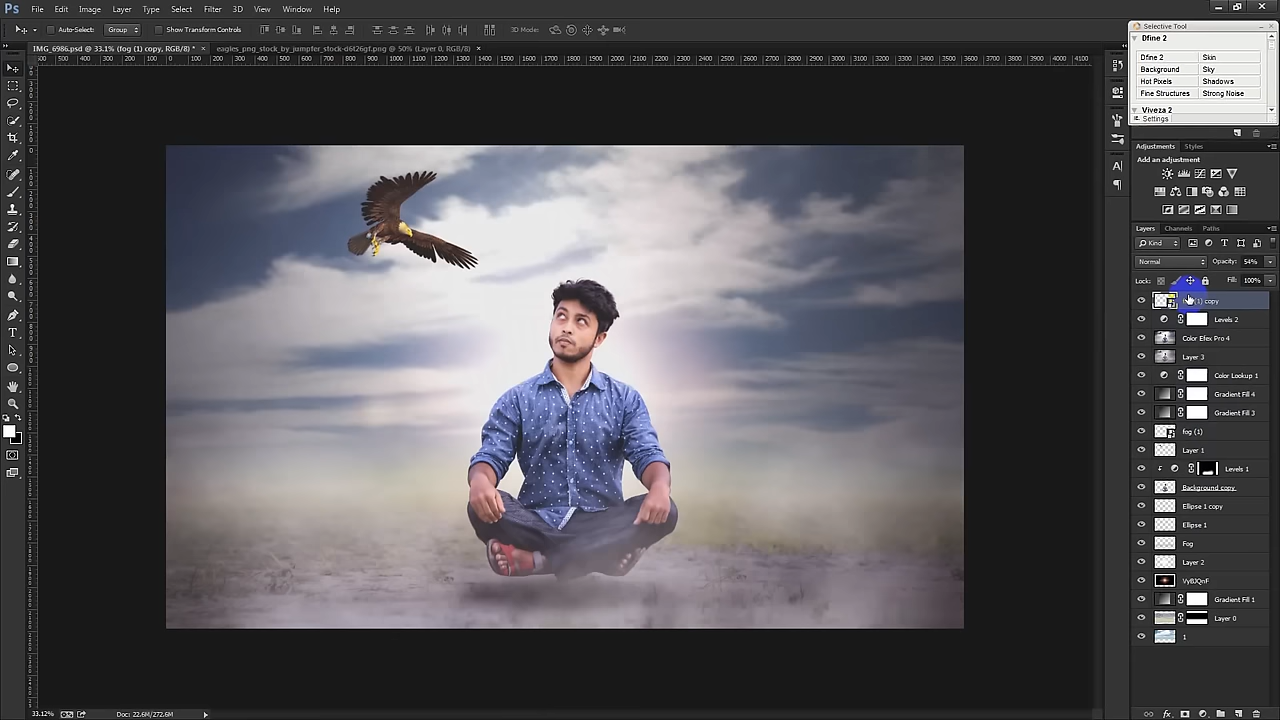 Ps File Edit Image Layer Type Select Filter 3D View Window Help
Auto-Select: Group Show Transform Controls 3D Mode:
IMG_6986.psd @ 33.1% (fog (1) copy, RGB/8) * × eagles_png_stock_by_jumpfer_stock-d6t26gf.png @ 50% (Layer 0, RGB/8) ×
Selective Tool
Dfine 2
Dfine 2 Skin
Background Sky
Hot Pixels Shadows
Fine Structures Strong Noise
Viveza 2
Settings
Adjustments Styles
Add an adjustment
Layers Channels Paths
Kind
Normal Opacity: 54%
Lock: Fill: 100%
(1) copy
Levels 2
Color Efex Pro 4
Layer 3
Color Lookup 1
Gradient Fill 4
Gradient Fill 3
fog (1)
Layer 1
Levels 1
Background copy
Ellipse 1 copy
Ellipse 1
Fog
Layer 2
VyBJQnF
Gradient Fill 1
Layer 0
1
33.12% Doc: 22.6M/272.6M